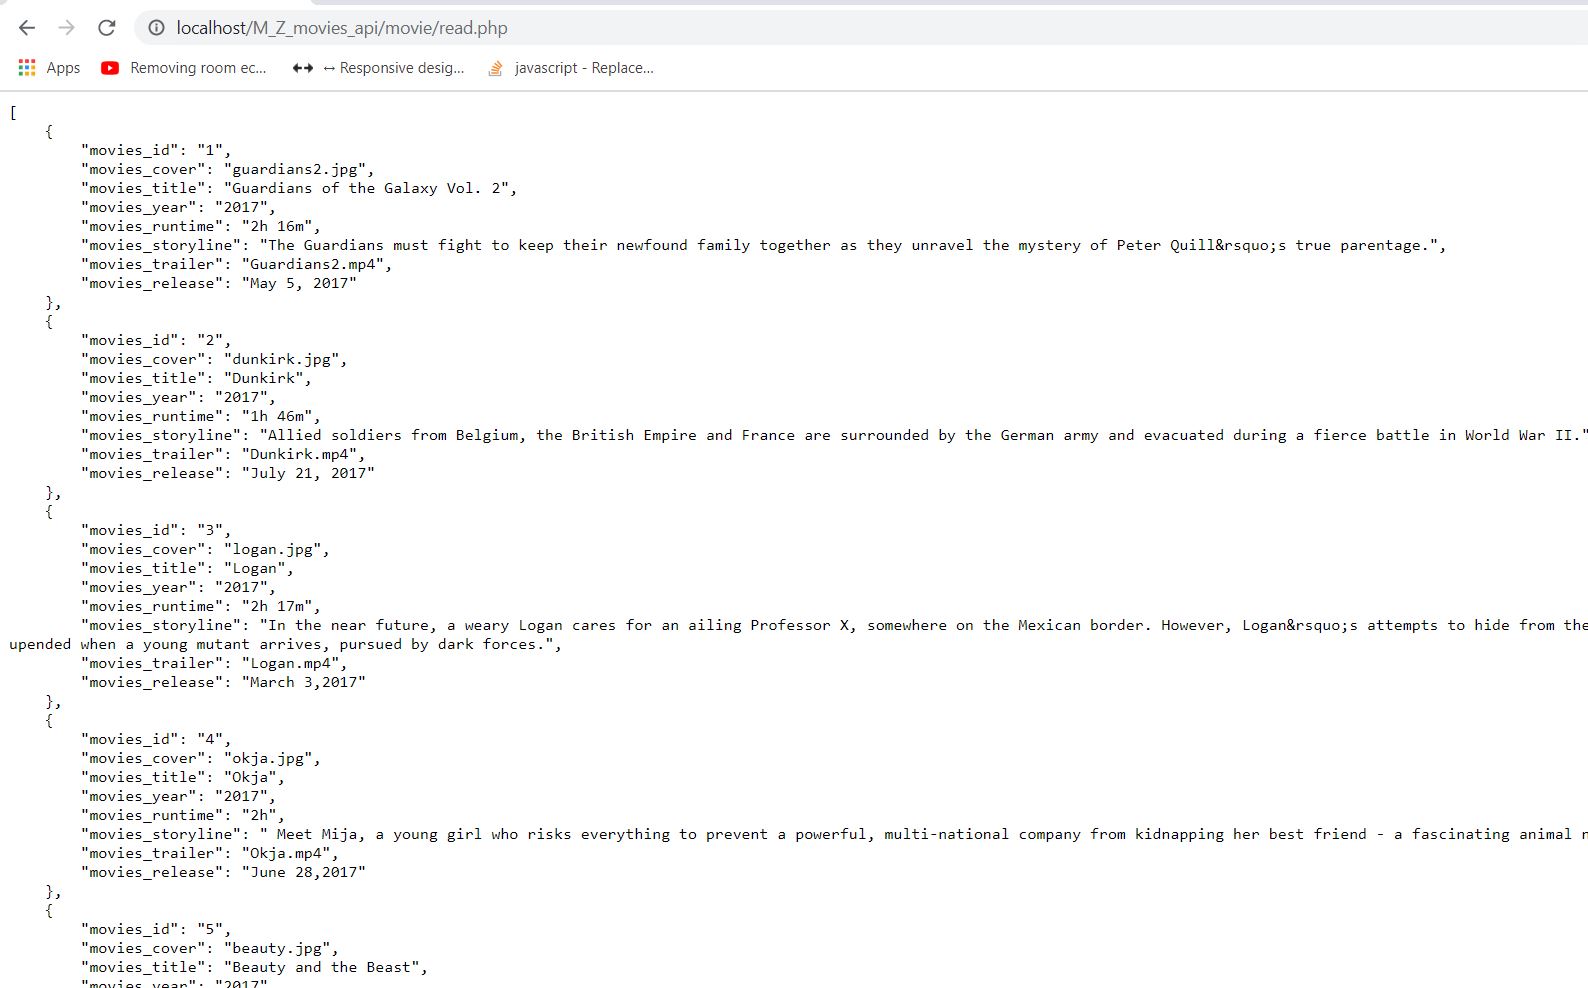 localhost/M_Z_movies_api/movie/read.php
Apps Removing room ec... ↔ Responsive desig... javascript - Replace...
[
{
"movies_id": "1",
"movies_cover": "guardians2.jpg",
"movies_title": "Guardians of the Galaxy Vol. 2",
"movies_year": "2017",
"movies_runtime": "2h 16m",
"movies_storyline": "The Guardians must fight to keep their newfound family together as they unravel the mystery of Peter Quill&rsquo;s true parentage.",
"movies_trailer": "Guardians2.mp4",
"movies_release": "May 5, 2017"
},
{
"movies_id": "2",
"movies_cover": "dunkirk.jpg",
"movies_title": "Dunkirk",
"movies_year": "2017",
"movies_runtime": "1h 46m",
"movies_storyline": "Allied soldiers from Belgium, the British Empire and France are surrounded by the German army and evacuated during a fierce battle in World War II."
"movies_trailer": "Dunkirk.mp4",
"movies_release": "July 21, 2017"
},
{
"movies_id": "3",
"movies_cover": "logan.jpg",
"movies_title": "Logan",
"movies_year": "2017",
"movies_runtime": "2h 17m",
"movies_storyline": "In the near future, a weary Logan cares for an ailing Professor X, somewhere on the Mexican border. However, Logan&rsquo;s attempts to hide from the
upended when a young mutant arrives, pursued by dark forces.",
"movies_trailer": "Logan.mp4",
"movies_release": "March 3,2017"
},
{
"movies_id": "4",
"movies_cover": "okja.jpg",
"movies_title": "Okja",
"movies_year": "2017",
"movies_runtime": "2h",
"movies_storyline": " Meet Mija, a young girl who risks everything to prevent a powerful, multi-national company from kidnapping her best friend - a fascinating animal
"movies_trailer": "Okja.mp4",
"movies_release": "June 28,2017"
},
{
"movies_id": "5",
"movies_cover": "beauty.jpg",
"movies_title": "Beauty and the Beast",
"movies_year": "2017"